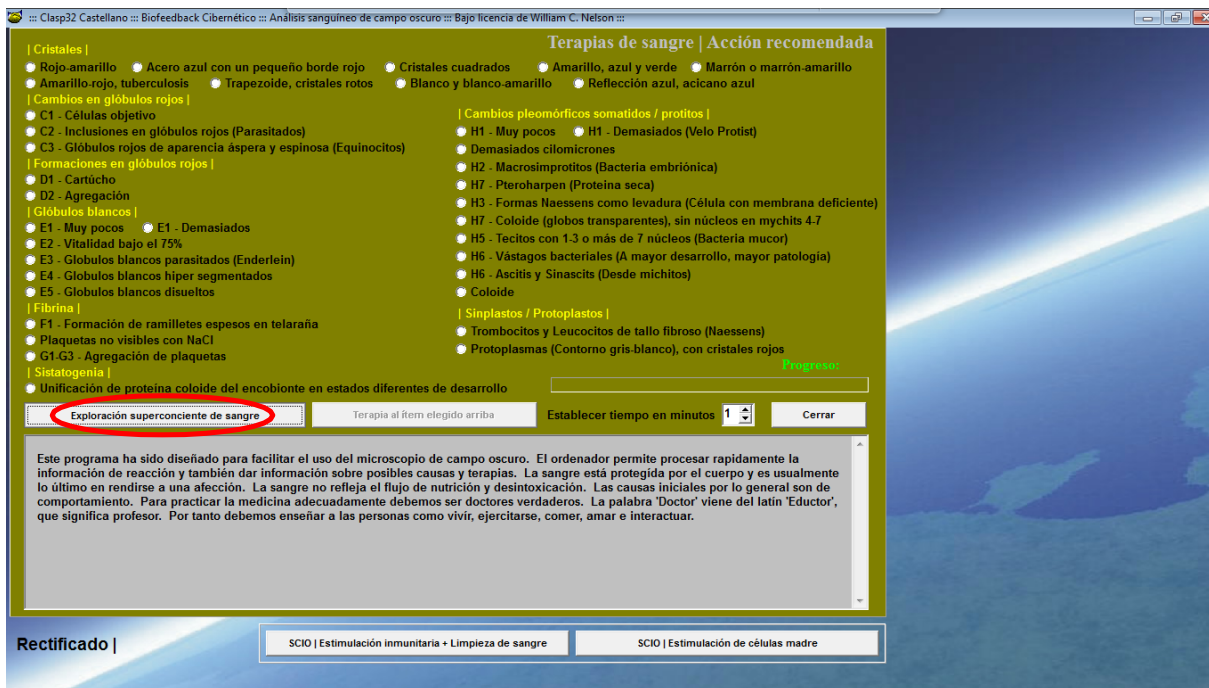 ::: Clasp32 Castellano ::: Biofeedback Cibernético ::: Análisis sanguíneo de campo oscuro ::: Bajo licencia de William C. Nelson :::
Terapias de sangre | Acción recomendada
| Cristales |
Rojo-amarillo Acero azul con un pequeño borde rojo Cristales cuadrados Amarillo, azul y verde Marrón o marrón-amarillo
Amarillo-rojo, tuberculosis Trapezoide, cristales rotos Blanco y blanco-amarillo Reflección azul, acicano azul
| Cambios en glóbulos rojos |
C1 - Células objetivo
C2 - Inclusiones en glóbulos rojos (Parasitados)
C3 - Glóbulos rojos de aparencia áspera y espinosa (Equinocitos)
| Formaciones en glóbulos rojos |
D1 - Cartúcho
D2 - Agregación
| Glóbulos blancos |
E1 - Muy pocos E1 - Demasiados
E2 - Vitalidad bajo el 75%
E3 - Globulos blancos parasitados (Enderlein)
E4 - Globulos blancos hiper segmentados
E5 - Globulos blancos disueltos
| Fibrina |
F1 - Formación de ramilletes espesos en telaraña
Plaquetas no visibles con NaCl
G1-G3 - Agregación de plaquetas
| Sistatogenia |
Unificación de proteina coloide del encobionte en estados diferentes de desarrollo
| Cambios pleomórficos somatidos / protitos |
H1 - Muy pocos H1 - Demasiados (Velo Protist)
Demasiados cilomicrones
H2 - Macrosimprotitos (Bacteria embriónica)
H7 - Pteroharpen (Proteina seca)
H3 - Formas Naessens como levadura (Célula con membrana deficiente)
H7 - Coloide (globos transparentes), sin núcleos en mychits 4-7
H5 - Tecitos con 1-3 o más de 7 núcleos (Bacteria mucor)
H6 - Vástagos bacteriales (A mayor desarrollo, mayor patología)
H6 - Ascitis y Sinascits (Desde michitos)
Coloide
| Sinplastos / Protoplastos |
Trombocitos y Leucocitos de tallo fibroso (Naessens)
Protoplasmas (Contorno gris-blanco), con cristales rojos
Progreso:
Exploración superconciente de sangre
Terapia al ítem elegido arriba
Establecer tiempo en minutos 1
Cerrar
Este programa ha sido diseñado para facilitar el uso del microscopio de campo oscuro. El ordenador permite procesar rapidamente la
información de reacción y también dar información sobre posibles causas y terapias. La sangre está protegida por el cuerpo y es usualmente
lo último en rendirse a una afección. La sangre no refleja el flujo de nutrición y desintoxicación. Las causas iniciales por lo general son de
comportamiento. Para practicar la medicina adecuadamente debemos ser doctores verdaderos. La palabra 'Doctor' viene del latín 'Eductor',
que significa profesor. Por tanto debemos enseñar a las personas como vivir, ejercitarse, comer, amar e interactuar.
Rectificado |
SCIO | Estimulación inmunitaria + Limpieza de sangre
SCIO | Estimulación de células madre